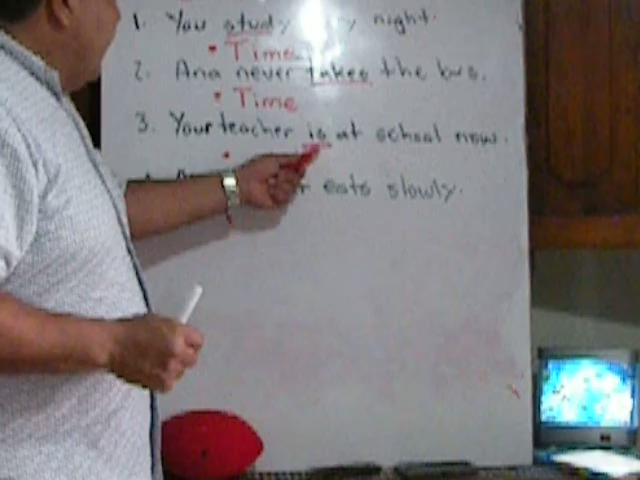 1. You study night.
• Time
2. Ana never takes the bus.
• Time
3. Your teacher is at school now.
eats slowly.